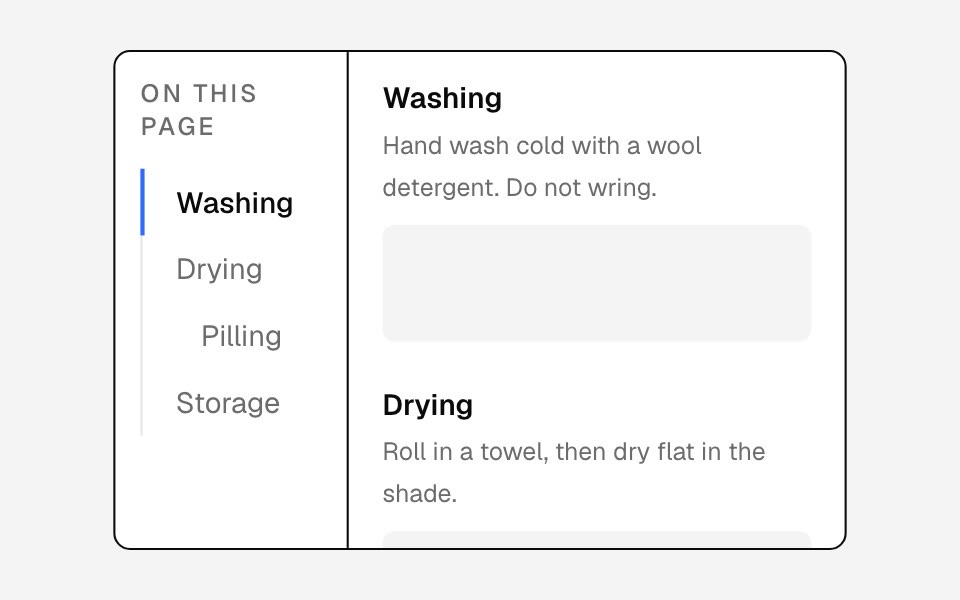 ON THIS
PAGE
Washing
Drying
Pilling
Storage
Washing
Hand wash cold with a wool
detergent. Do not wring.
Drying
Roll in a towel, then dry flat in the
shade.